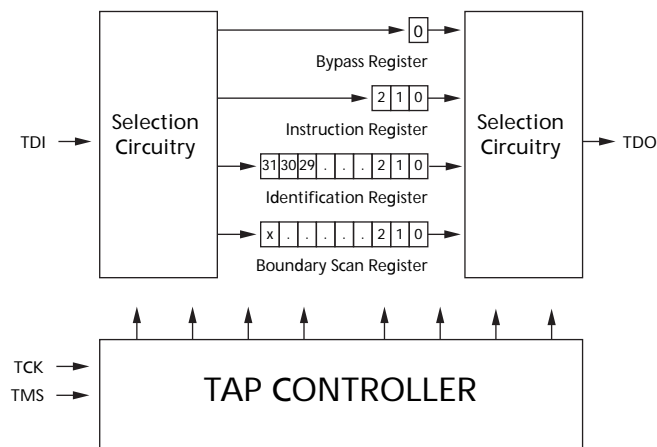 0
Bypass Register
2 1 0
Instruction Register
Selection
Circuitry
Selection
Circuitry
TDI
TDO
31 30 29 . . . 2 1 0
Identification Register
x . . . . . 2 1 0
Boundary Scan Register
TCK
TMS
TAP CONTROLLER